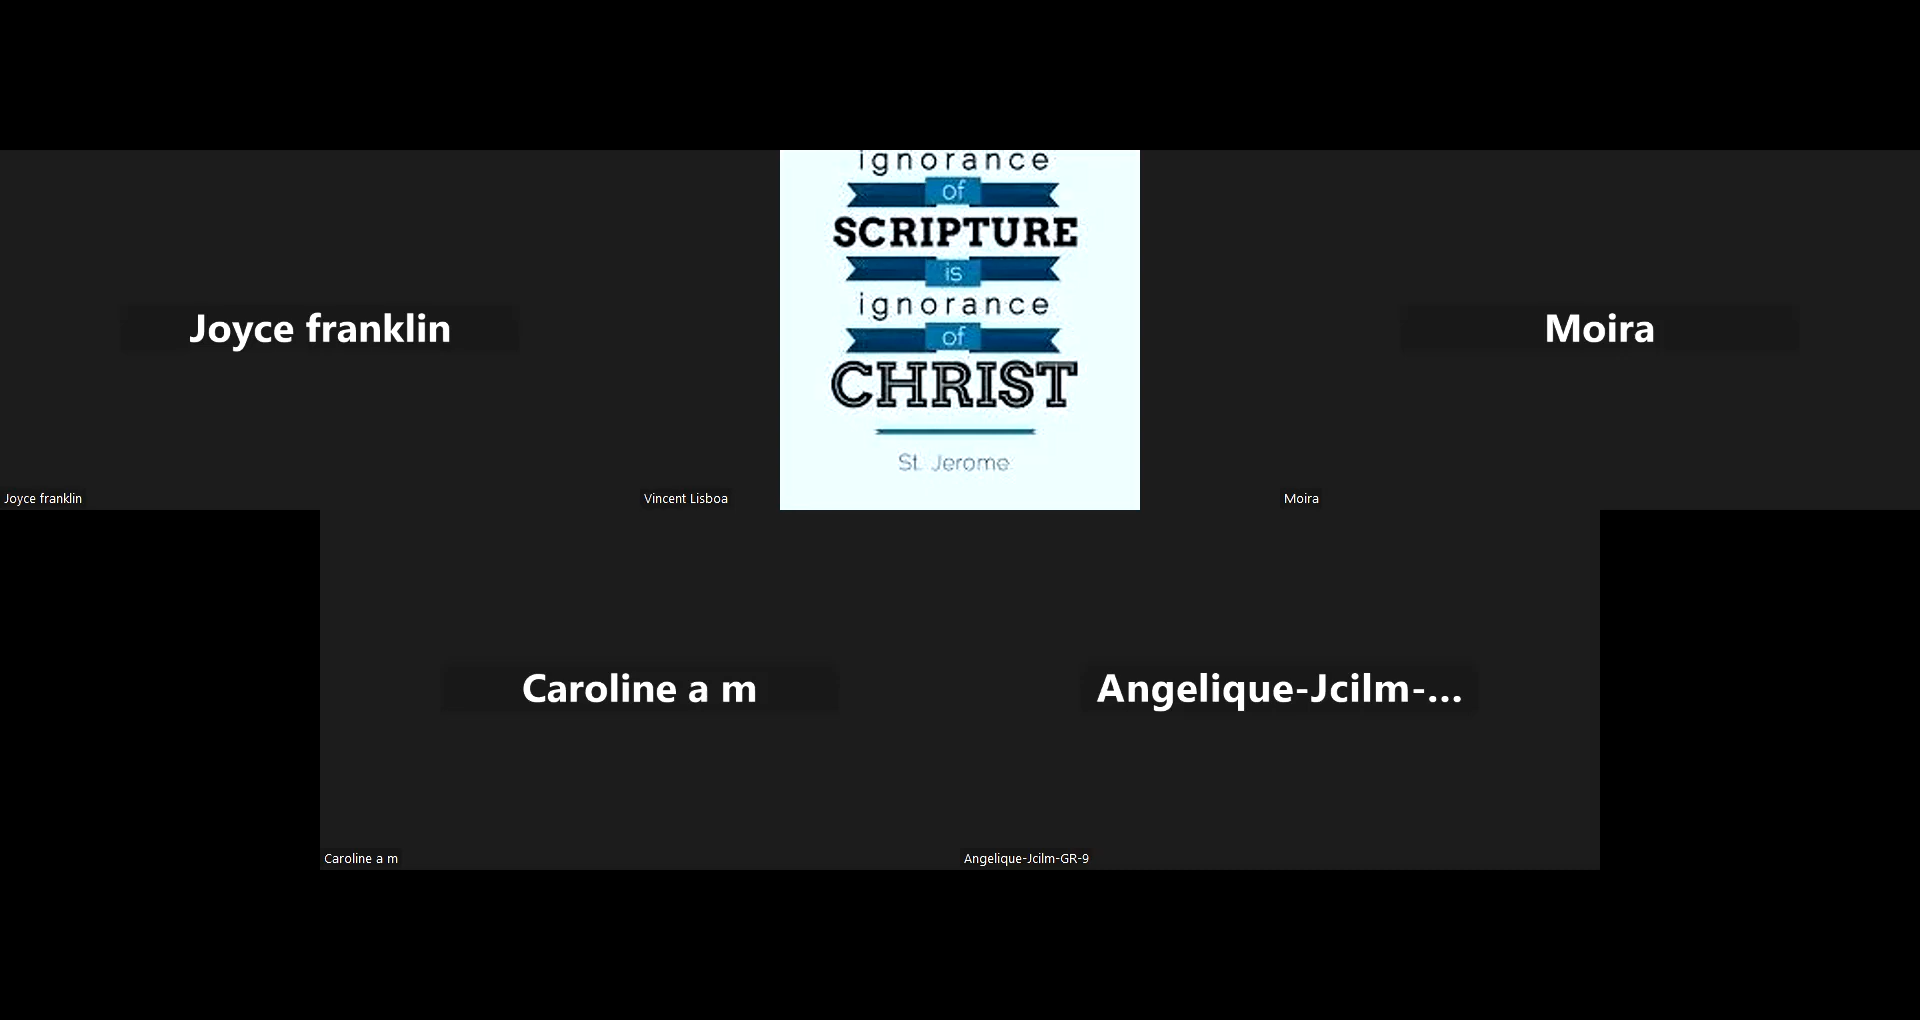 ignorance
of
SCRIPTURE
is
ignorance
of
CHRIST
St. Jerome
Joyce franklin
Moira
Joyce franklin
Vincent Lisboa
Moira
Caroline a m
Angelique-Jcilm-...
Caroline a m
Angelique-Jcilm-GR-9